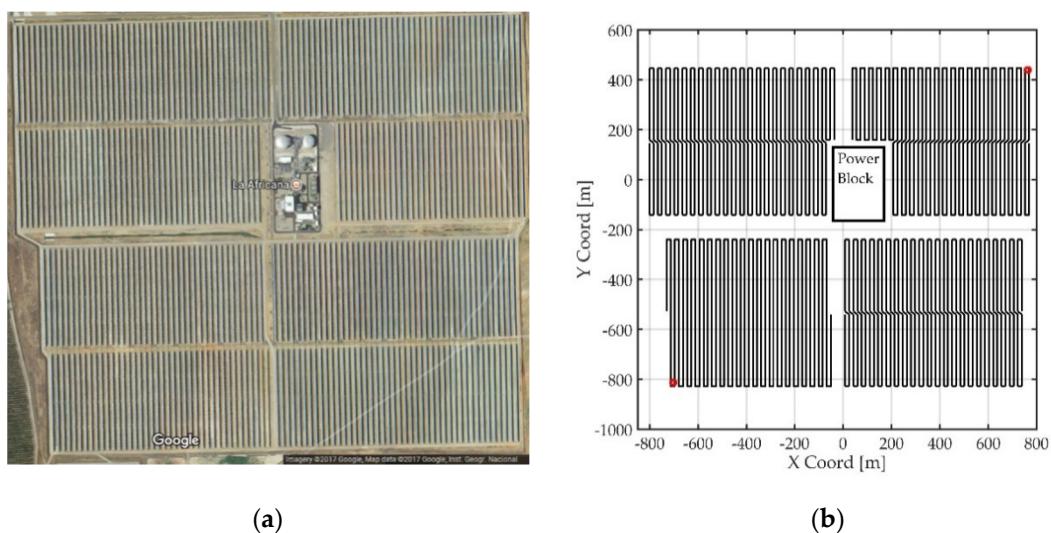 La Africana
Google
Imagery ©2017 Google, Map data ©2017 Google, Inst. Geogr. Nacional
600
400
200
0
-200
-400
-600
-800
-1000
Y Coord [m]
Power
Block
-800 -600 -400 -200 0 200 400 600 800
X Coord [m]
(a)
(b)